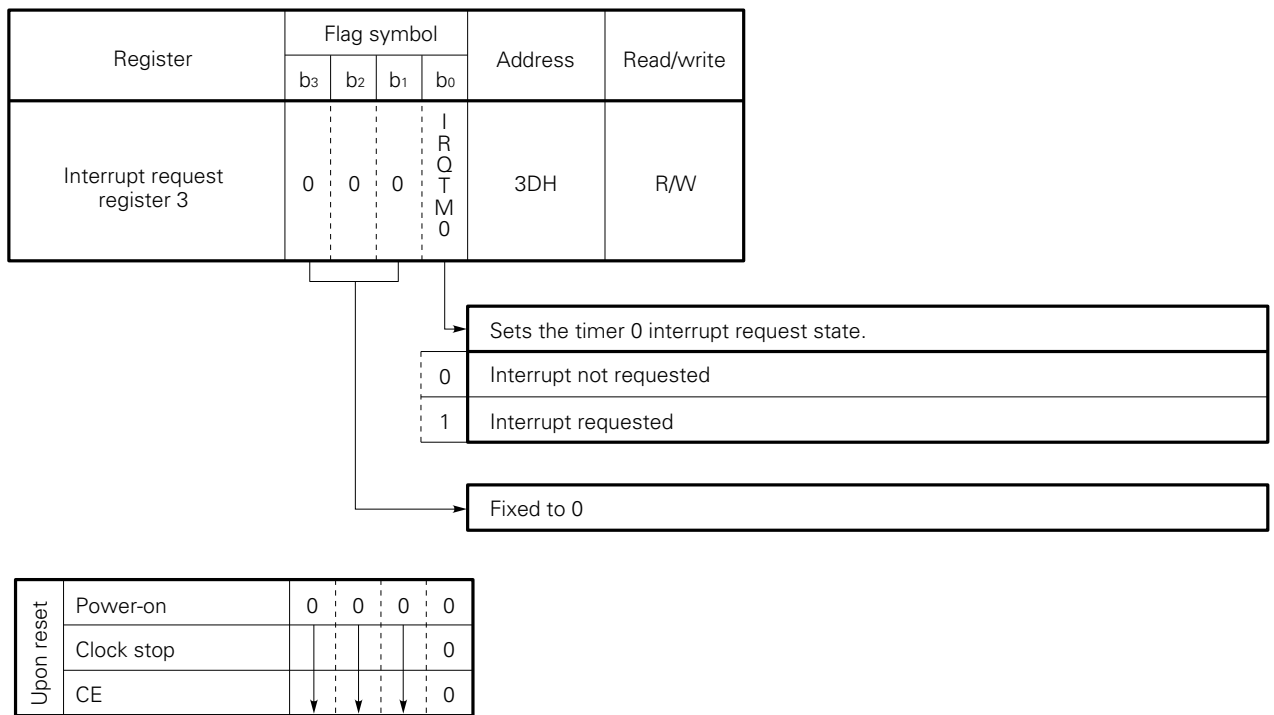 Register
Flag symbol
Address
Read/write
b3 b2 b1 b0
Interrupt request
register 3
0 0 0
I
R
Q
T
M
0
3DH
R/W
Sets the timer 0 interrupt request state.
0 Interrupt not requested
1 Interrupt requested
Fixed to 0
Upon reset
Power-on 0 0 0 0
Clock stop 0
CE 0